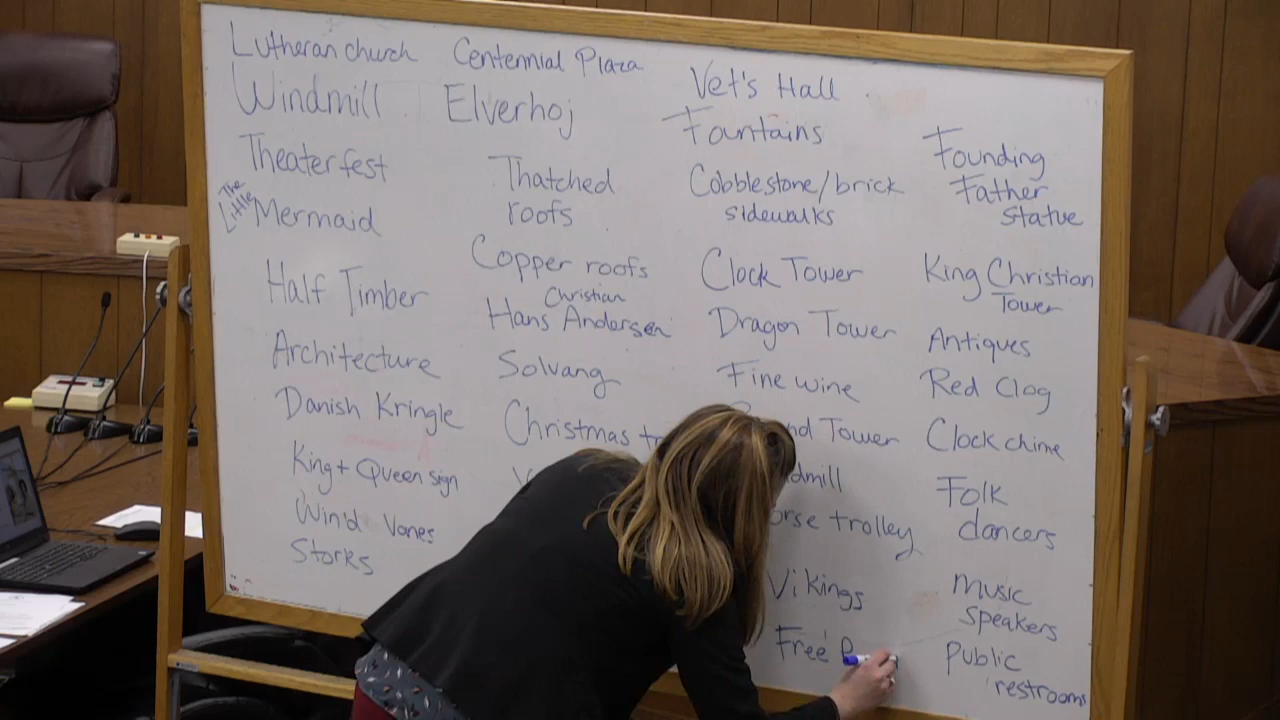 Lutheran church
Windmill
Theaterfest
The Little Mermaid
Half Timber
Architecture
Danish Kringle
King + Queen sign
Wind Vanes
Storks
Centennial Plaza
Elverhoj
Thatched
roofs
Copper roofs
Hans Christian Andersen
Solvang
Christmas
Vet's Hall
Fountains
Cobblestone/brick
sidewalks
Clock Tower
Dragon Tower
Fine wine
Tower
trolley
Vikings
Free
Founding
Father
statue
King Christian
Tower
Antiques
Red Clog
Clock chime
Folk
dancers
Music
speakers
Public
restrooms